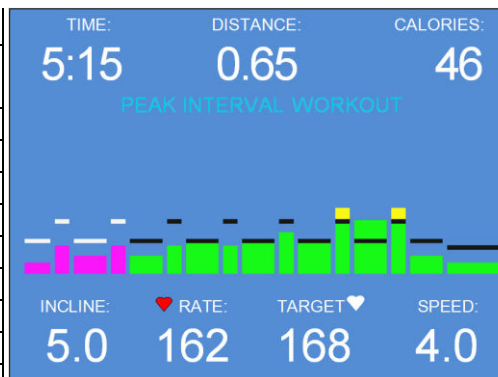 TIME: DISTANCE: CALORIES:
5:15 0.65 46
PEAK INTERVAL WORKOUT
INCLINE: RATE: TARGET SPEED:
5.0 162 168 4.0